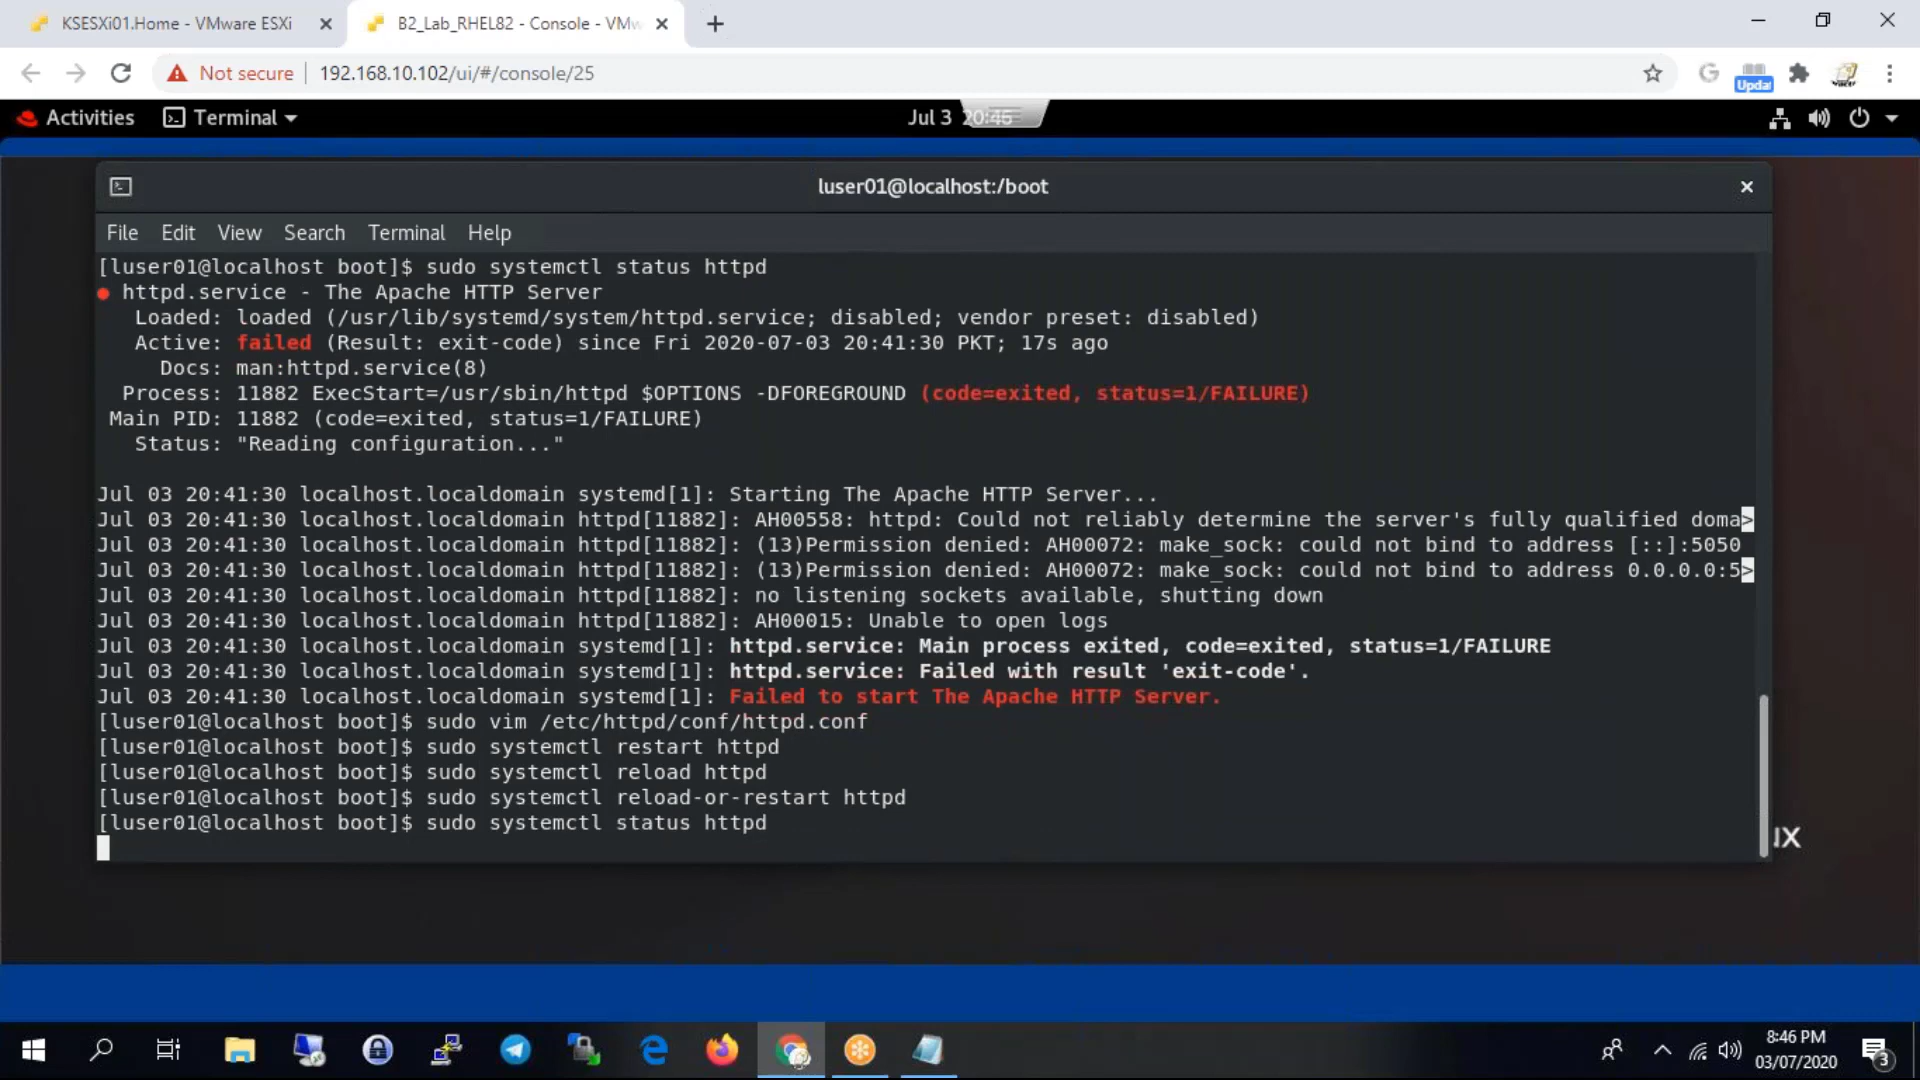 KSESXi01.Home - VMware ESXi
B2_Lab_RHEL82 - Console - VMw
Not secure
192.168.10.102/ui/#/console/25
Updat
Activities
Terminal
Jul 3 20:46
luser01@localhost:/boot
File Edit View Search Terminal Help
[luser01@localhost boot]$ sudo systemctl status httpd
● httpd.service - The Apache HTTP Server
Loaded: loaded (/usr/lib/systemd/system/httpd.service; disabled; vendor preset: disabled)
Active: failed (Result: exit-code) since Fri 2020-07-03 20:41:30 PKT; 17s ago
Docs: man:httpd.service(8)
Process: 11882 ExecStart=/usr/sbin/httpd $OPTIONS -DFOREGROUND (code=exited, status=1/FAILURE)
Main PID: 11882 (code=exited, status=1/FAILURE)
Status: "Reading configuration..."
Jul 03 20:41:30 localhost.localdomain systemd[1]: Starting The Apache HTTP Server...
Jul 03 20:41:30 localhost.localdomain httpd[11882]: AH00558: httpd: Could not reliably determine the server's fully qualified doma>
Jul 03 20:41:30 localhost.localdomain httpd[11882]: (13)Permission denied: AH00072: make_sock: could not bind to address [::]:5050
Jul 03 20:41:30 localhost.localdomain httpd[11882]: (13)Permission denied: AH00072: make_sock: could not bind to address 0.0.0.0:5>
Jul 03 20:41:30 localhost.localdomain httpd[11882]: no listening sockets available, shutting down
Jul 03 20:41:30 localhost.localdomain httpd[11882]: AH00015: Unable to open logs
Jul 03 20:41:30 localhost.localdomain systemd[1]: httpd.service: Main process exited, code=exited, status=1/FAILURE
Jul 03 20:41:30 localhost.localdomain systemd[1]: httpd.service: Failed with result 'exit-code'.
Jul 03 20:41:30 localhost.localdomain systemd[1]: Failed to start The Apache HTTP Server.
[luser01@localhost boot]$ sudo vim /etc/httpd/conf/httpd.conf
[luser01@localhost boot]$ sudo systemctl restart httpd
[luser01@localhost boot]$ sudo systemctl reload httpd
[luser01@localhost boot]$ sudo systemctl reload-or-restart httpd
[luser01@localhost boot]$ sudo systemctl status httpd
8:46 PM
03/07/2020
3